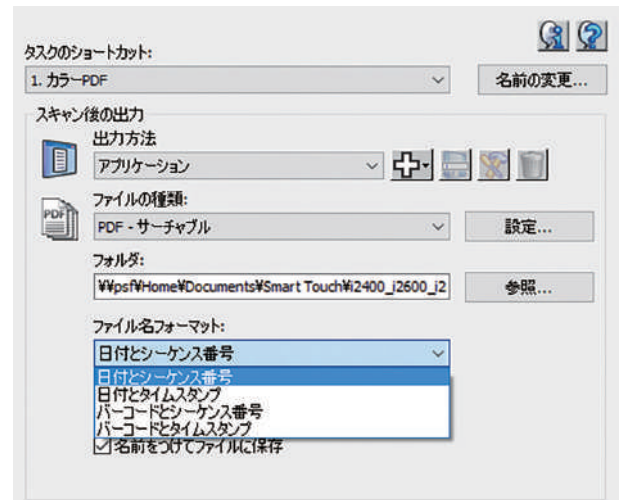 タスクのショートカット:
1. カラーPDF
名前の変更...
スキャン後の出力
出力方法
アプリケーション
ファイルの種類:
PDF
PDF - サーチャブル
設定...
フォルダ:
¥¥psf¥Home¥Documents¥Smart Touch¥i2400_i2600_i2
参照...
ファイル名フォーマット:
日付とシーケンス番号
日付とシーケンス番号
日付とタイムスタンプ
バーコードとシーケンス番号
バーコードとタイムスタンプ
名前をつけてファイルに保存